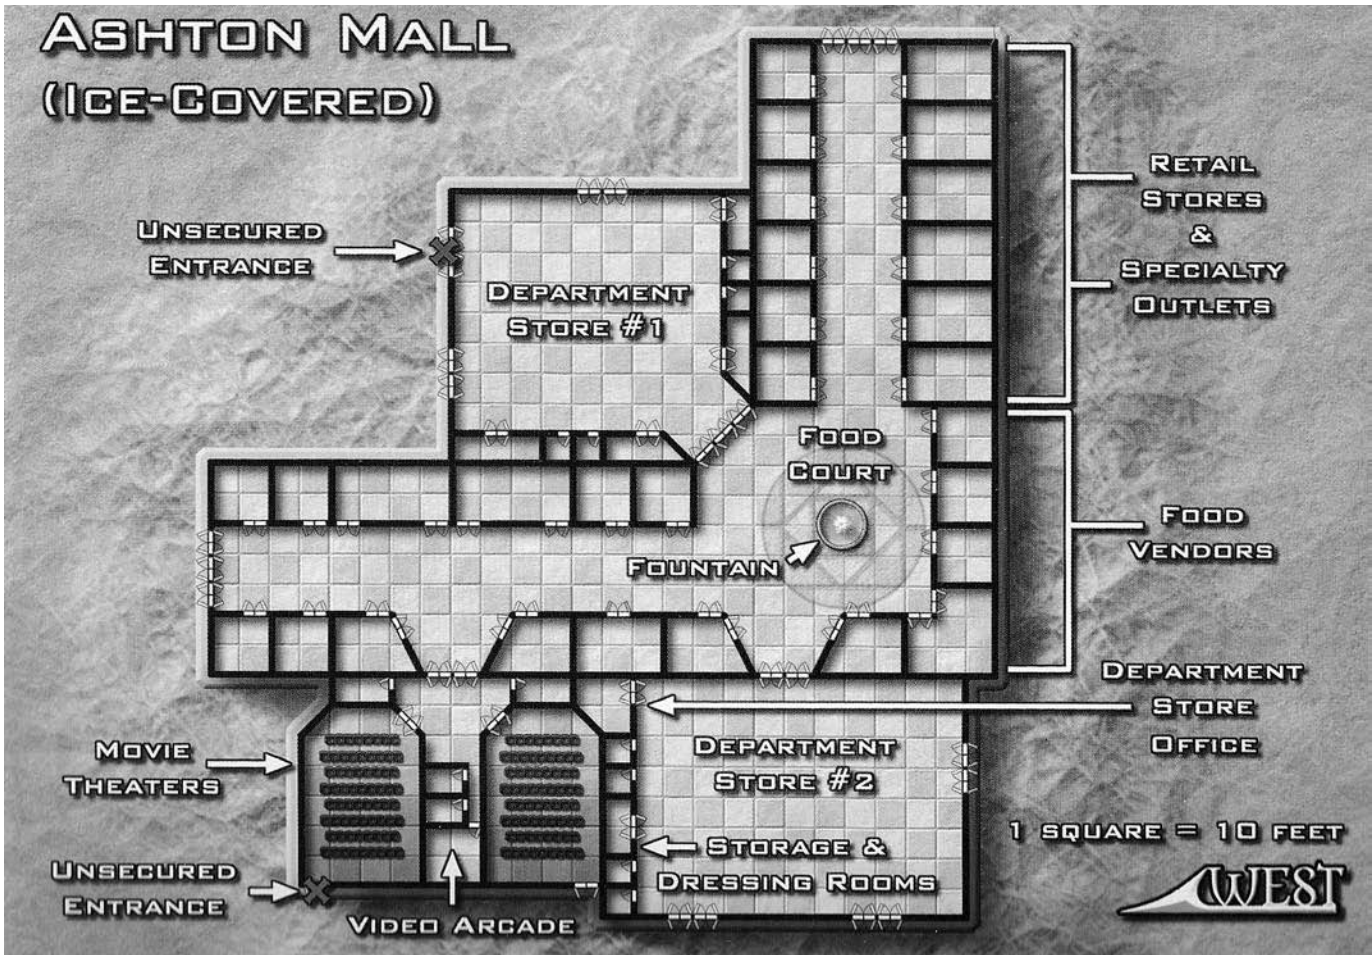 ASHTON MALL
(ICE-COVERED)
UNSECURED
ENTRANCE
DEPARTMENT
STORE #1
RETAIL
STORES
&
SPECIALTY
OUTLETS
FOOD
COURT
FOUNTAIN
FOOD
VENDORS
DEPARTMENT
STORE
OFFICE
MOVIE
THEATERS
DEPARTMENT
STORE #2
1 SQUARE = 10 FEET
STORAGE &
DRESSING ROOMS
UNSECURED
ENTRANCE
VIDEO ARCADE
WEST